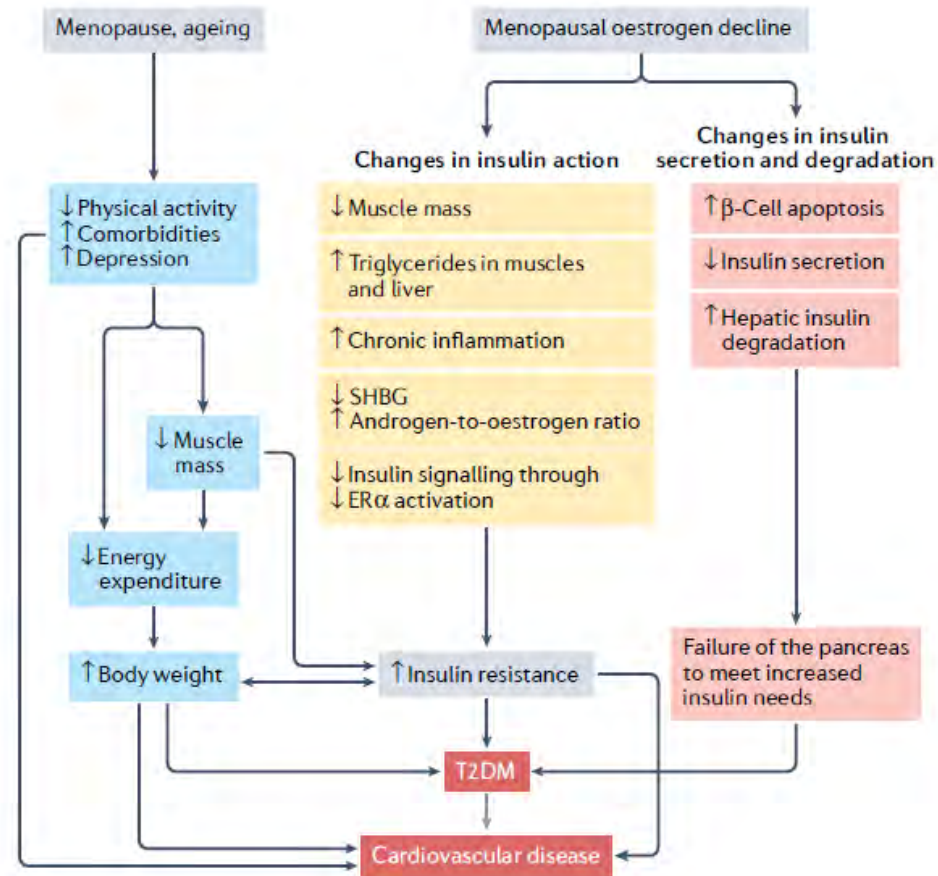 Menopause, ageing
Menopausal oestrogen decline
Changes in insulin action
Changes in insulin
secretion and degradation
↓Physical activity
↑Comorbidities
↑Depression
↓Muscle
mass
↓Energy
expenditure
↑Body weight
↓Muscle mass
↑Triglycerides in muscles
and liver
↑Chronic inflammation
↓SHBG
↑Androgen-to-oestrogen ratio
↓Insulin signalling through
↓ERα activation
↑Insulin resistance
↑β-Cell apoptosis
↓Insulin secretion
↑Hepatic insulin
degradation
Failure of the pancreas
to meet increased
insulin needs
T2DM
Cardiovascular disease